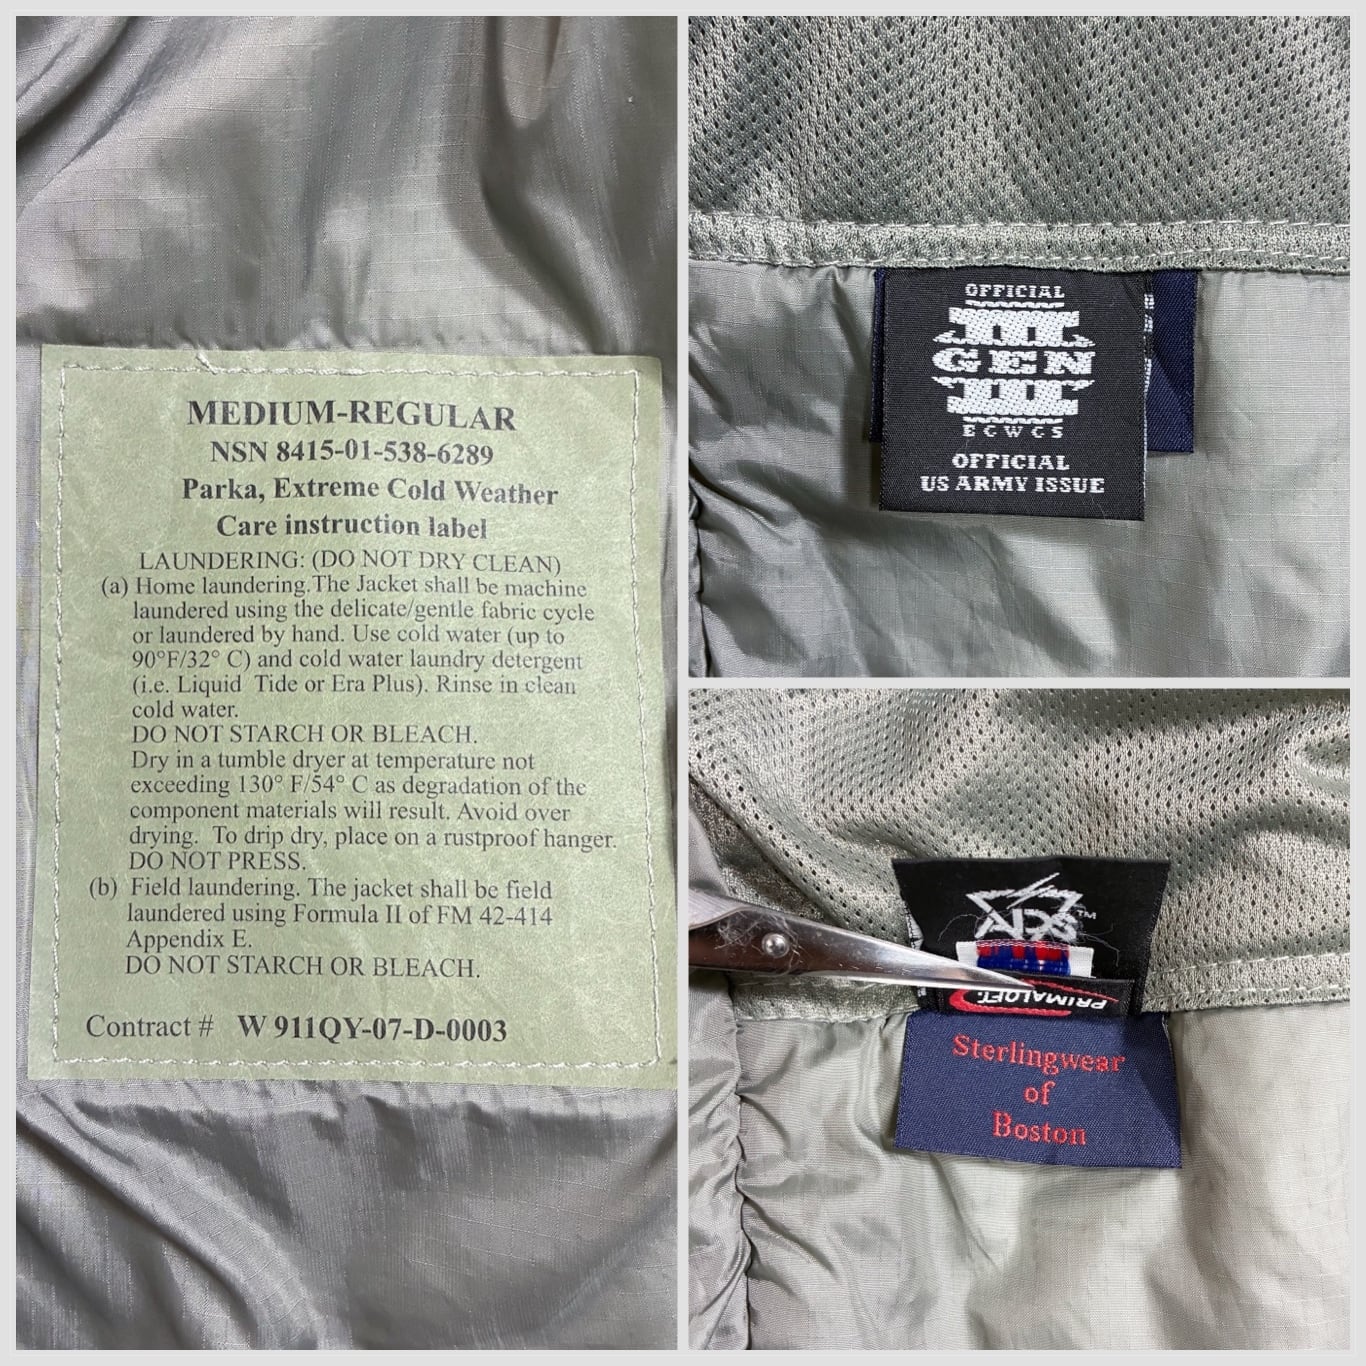 MEDIUM-REGULAR
NSN 8415-01-538-6289
Parka, Extreme Cold Weather
Care instruction label
LAUNDERING: (DO NOT DRY CLEAN)
(a) Home laundering.The Jacket shall be machine
laundered using the delicate/gentle fabric cycle
or laundered by hand. Use cold water (up to
90°F/32° C) and cold water laundry detergent
(i.e. Liquid Tide or Era Plus). Rinse in clean
cold water.
DO NOT STARCH OR BLEACH.
Dry in a tumble dryer at temperature not
exceeding 130° F/54° C as degradation of the
component materials will result. Avoid over
drying. To drip dry, place on a rustproof hanger.
DO NOT PRESS.
(b) Field laundering. The jacket shall be field
laundered using Formula II of FM 42-414
Appendix E.
DO NOT STARCH OR BLEACH.
Contract # W 911QY-07-D-0003
OFFICIAL
III
GEN
III
ECWCS
OFFICIAL
US ARMY ISSUE
ADS™
PRIMALOFT.
Sterlingwear
of
Boston